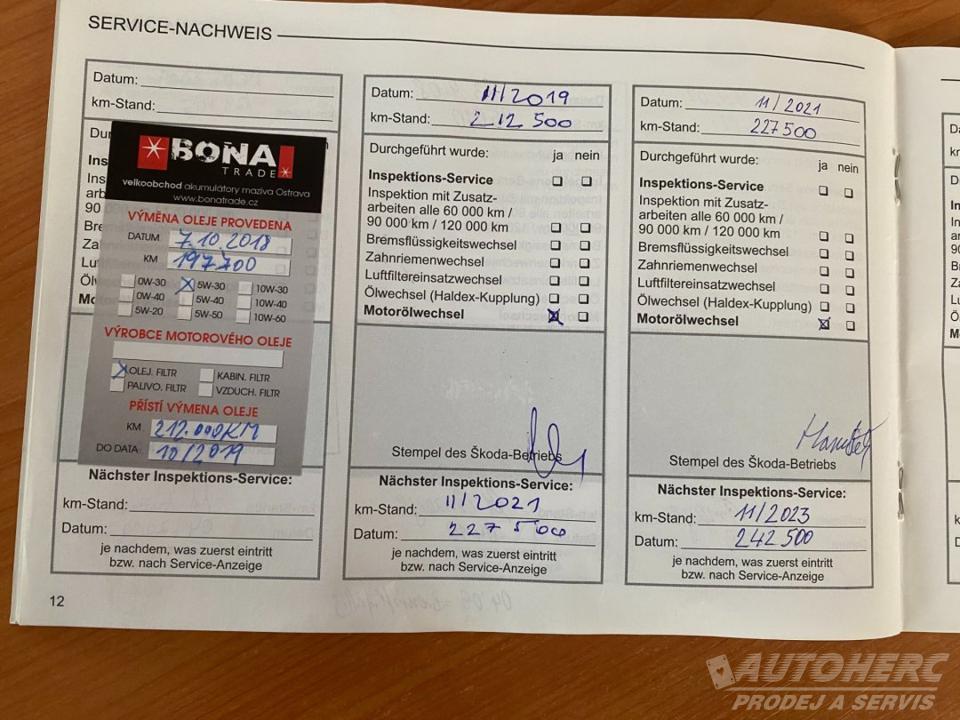 SERVICE-NACHWEIS
Datum:
km-Stand:
BONA
TRADE
velkoobchod akumulátory maziva Ostrava
www.bonatrade.cz
VÝMĚNA OLEJE PROVEDENA
DATUM 7.10.2018
KM 197700
0W-30 5W-30 10W-30
0W-40 5W-40 10W-40
5W-20 5W-50 10W-60
VÝROBCE MOTOROVÉHO OLEJE
OLEJ. FILTR KABIN. FILTR
PALIVO. FILTR VZDUCH. FILTR
PŘÍSTÍ VÝMENA OLEJE
KM 212.000KM
DO DATA 10/2019
Nächster Inspektions-Service:
km-Stand:
Datum:
je nachdem, was zuerst eintritt
bzw. nach Service-Anzeige
12
Datum: 11/2019
km-Stand: 212 500
Durchgeführt wurde: ja nein
Inspektions-Service
Inspektion mit Zusatz-
arbeiten alle 60 000 km /
90 000 km / 120 000 km
Bremsflüssigkeitswechsel
Zahnriemenwechsel
Luftfiltereinsatzwechsel
Ölwechsel (Haldex-Kupplung)
Motorölwechsel
Stempel des Škoda-Betriebs
Nächster Inspektions-Service:
km-Stand: 11/2021
Datum: 227 500
je nachdem, was zuerst eintritt
bzw. nach Service-Anzeige
Datum: 11/2021
km-Stand: 227 500
Durchgeführt wurde: ja nein
Inspektions-Service
Inspektion mit Zusatz-
arbeiten alle 60 000 km /
90 000 km / 120 000 km
Bremsflüssigkeitswechsel
Zahnriemenwechsel
Luftfiltereinsatzwechsel
Ölwechsel (Haldex-Kupplung)
Motorölwechsel
Stempel des Škoda-Betriebs
Nächster Inspektions-Service:
km-Stand: 11/2023
Datum: 242 500
je nachdem, was zuerst eintritt
bzw. nach Service-Anzeige
AUTOHERC
PRODEJ A SERVIS